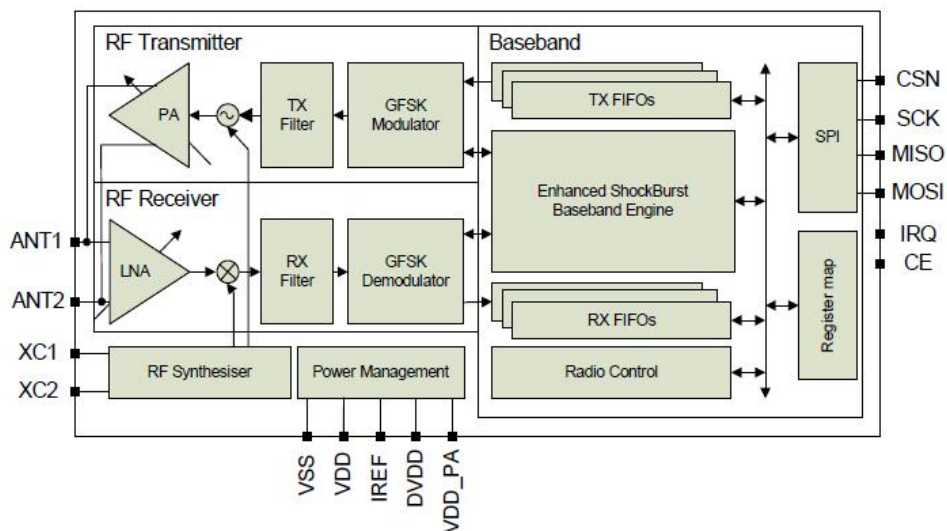 RF Transmitter
Baseband
PA
TX
Filter
GFSK
Modulator
TX FIFOs
SPI
CSN
SCK
MISO
MOSI
Enhanced ShockBurst
Baseband Engine
RF Receiver
ANT1
ANT2
LNA
RX
Filter
GFSK
Demodulator
RX FIFOs
Register map
IRQ
CE
XC1
XC2
RF Synthesiser
Power Management
Radio Control
VSS
VDD
IREF
DVDD
VDD_PA